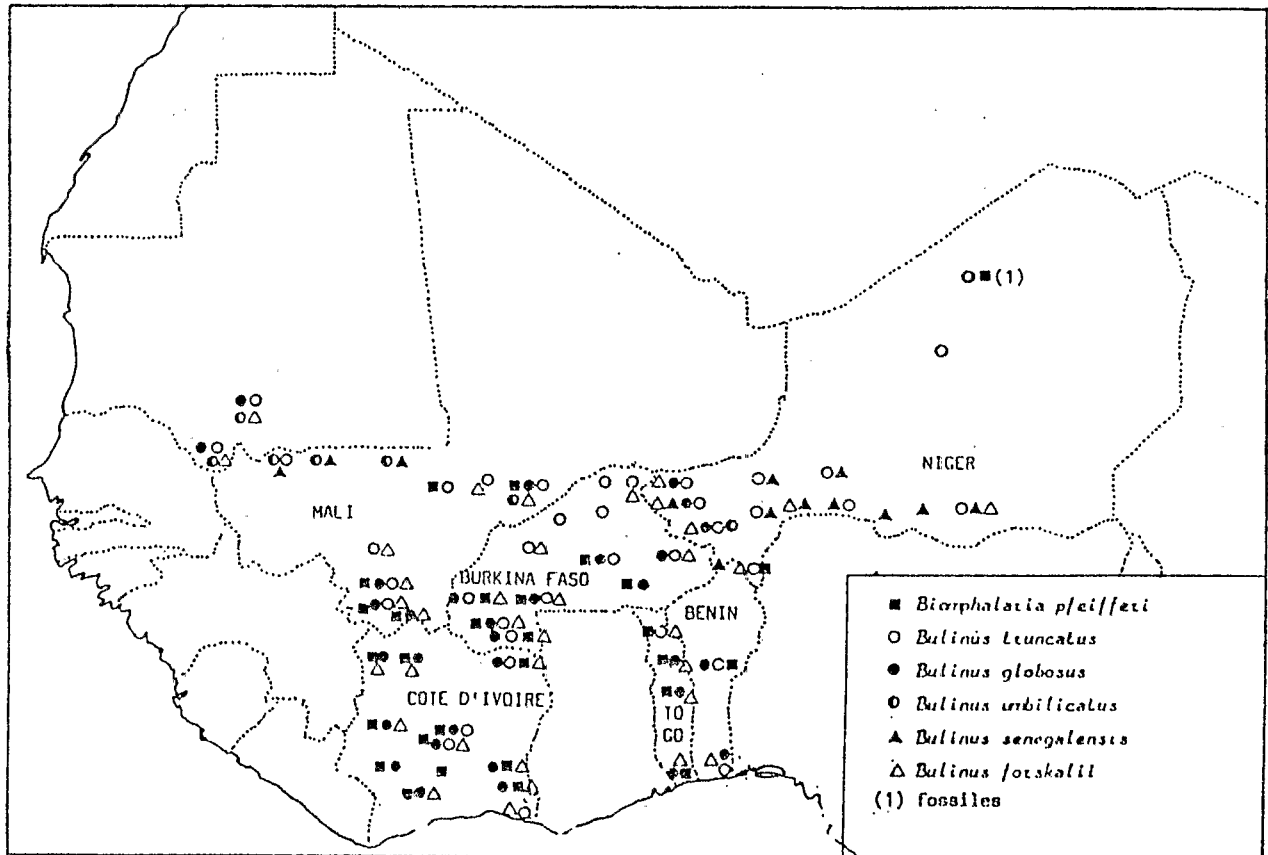 (1)
NIGER
MALI
BURKINA FASO
BENIN
COTE D'IVOIRE
TO
GO
Biomphalaria pfeifferi
Bulinus truncatus
Bulinus globosus
Bulinus umbilicatus
Bulinus senegalensis
Bulinus forskalii
(1) fossiles